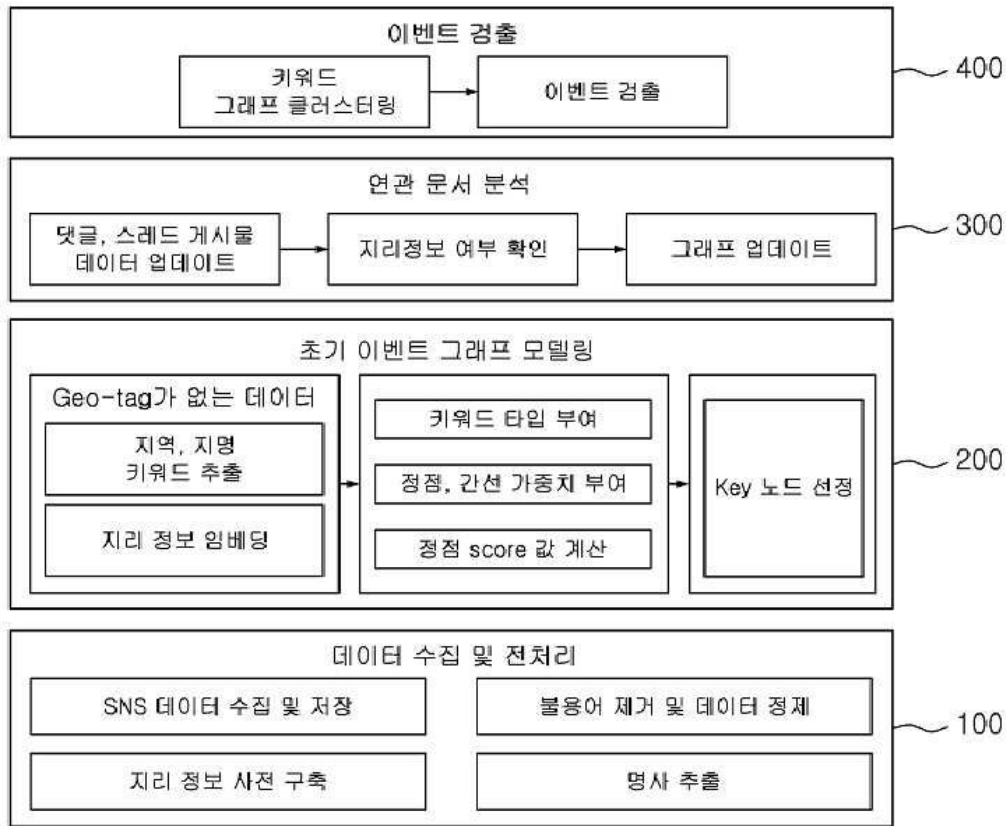 이벤트 검출
키워드
그래프 클러스터링
이벤트 검출
400
연관 문서 분석
댓글, 스레드 게시물
데이터 업데이트
지리정보 여부 확인
그래프 업데이트
300
초기 이벤트 그래프 모델링
Geo-tag가 없는 데이터
지역, 지명
키워드 추출
지리 정보 임베딩
키워드 타입 부여
정점, 간선 가중치 부여
정점 score 값 계산
Key 노드 선정
200
데이터 수집 및 전처리
SNS 데이터 수집 및 저장
불용어 제거 및 데이터 정제
지리 정보 사전 구축
명사 추출
100